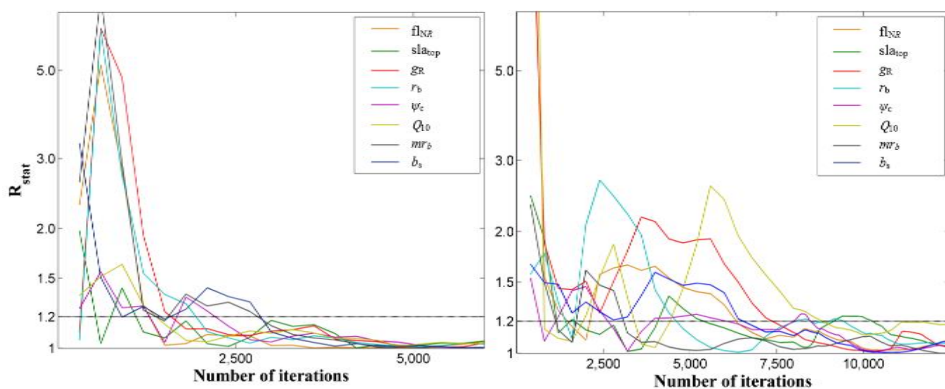 R_stat
5.0
3.0
2.0
1.5
1.2
1
2,500
5,000
Number of iterations
fl_NR
sla_top
g_R
r_b
ψ_c
Q_10
mr_b
b_s
5.0
3.0
2.0
1.5
1.2
1
2,500
5,000
7,500
10,000
Number of iterations
fl_NR
sla_top
g_R
r_b
ψ_c
Q_10
mr_b
b_s